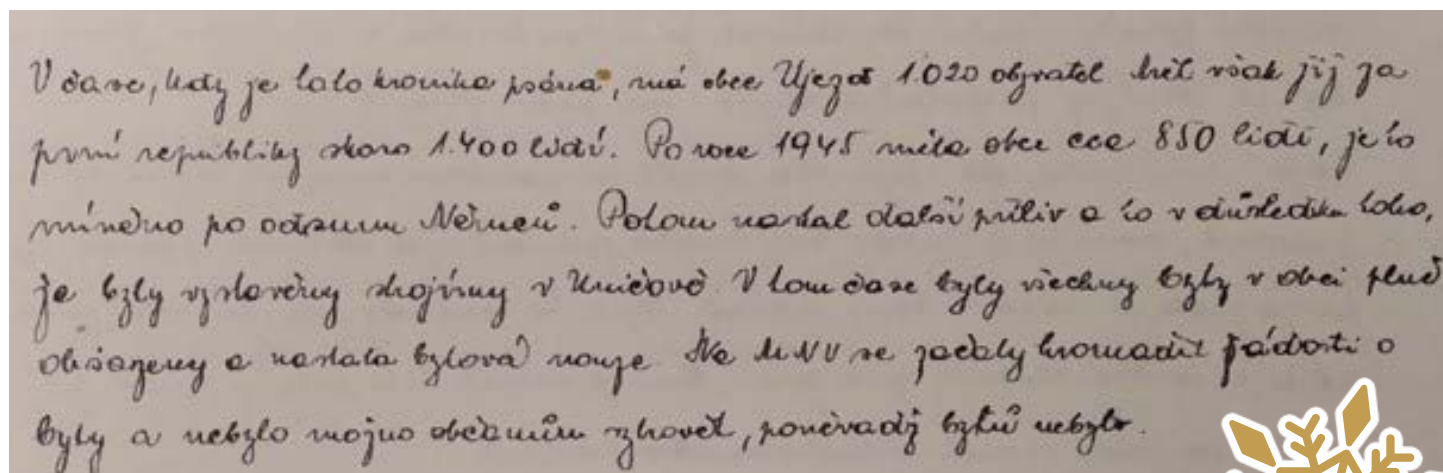 V čase, kdy je tato kronika psána, má obec Újezd 1.020 obyvatel měl však jij za
první republiky skoro 1.400 lidí. Po roce 1945 měla obec cca 850 lidí, je to
míněno po odsunu Němců. Potom nastal další příliv a to v důsledku toho,
že byly vystavěny strojírny v Uničově. V tom čase byly všechny byty v obci plně
obsazeny a nastala bytová nouze. Na MNV se začaly hromadit žádosti o
byty a nebylo možno občanům vyhovět, poněvadž bytů nebylo.